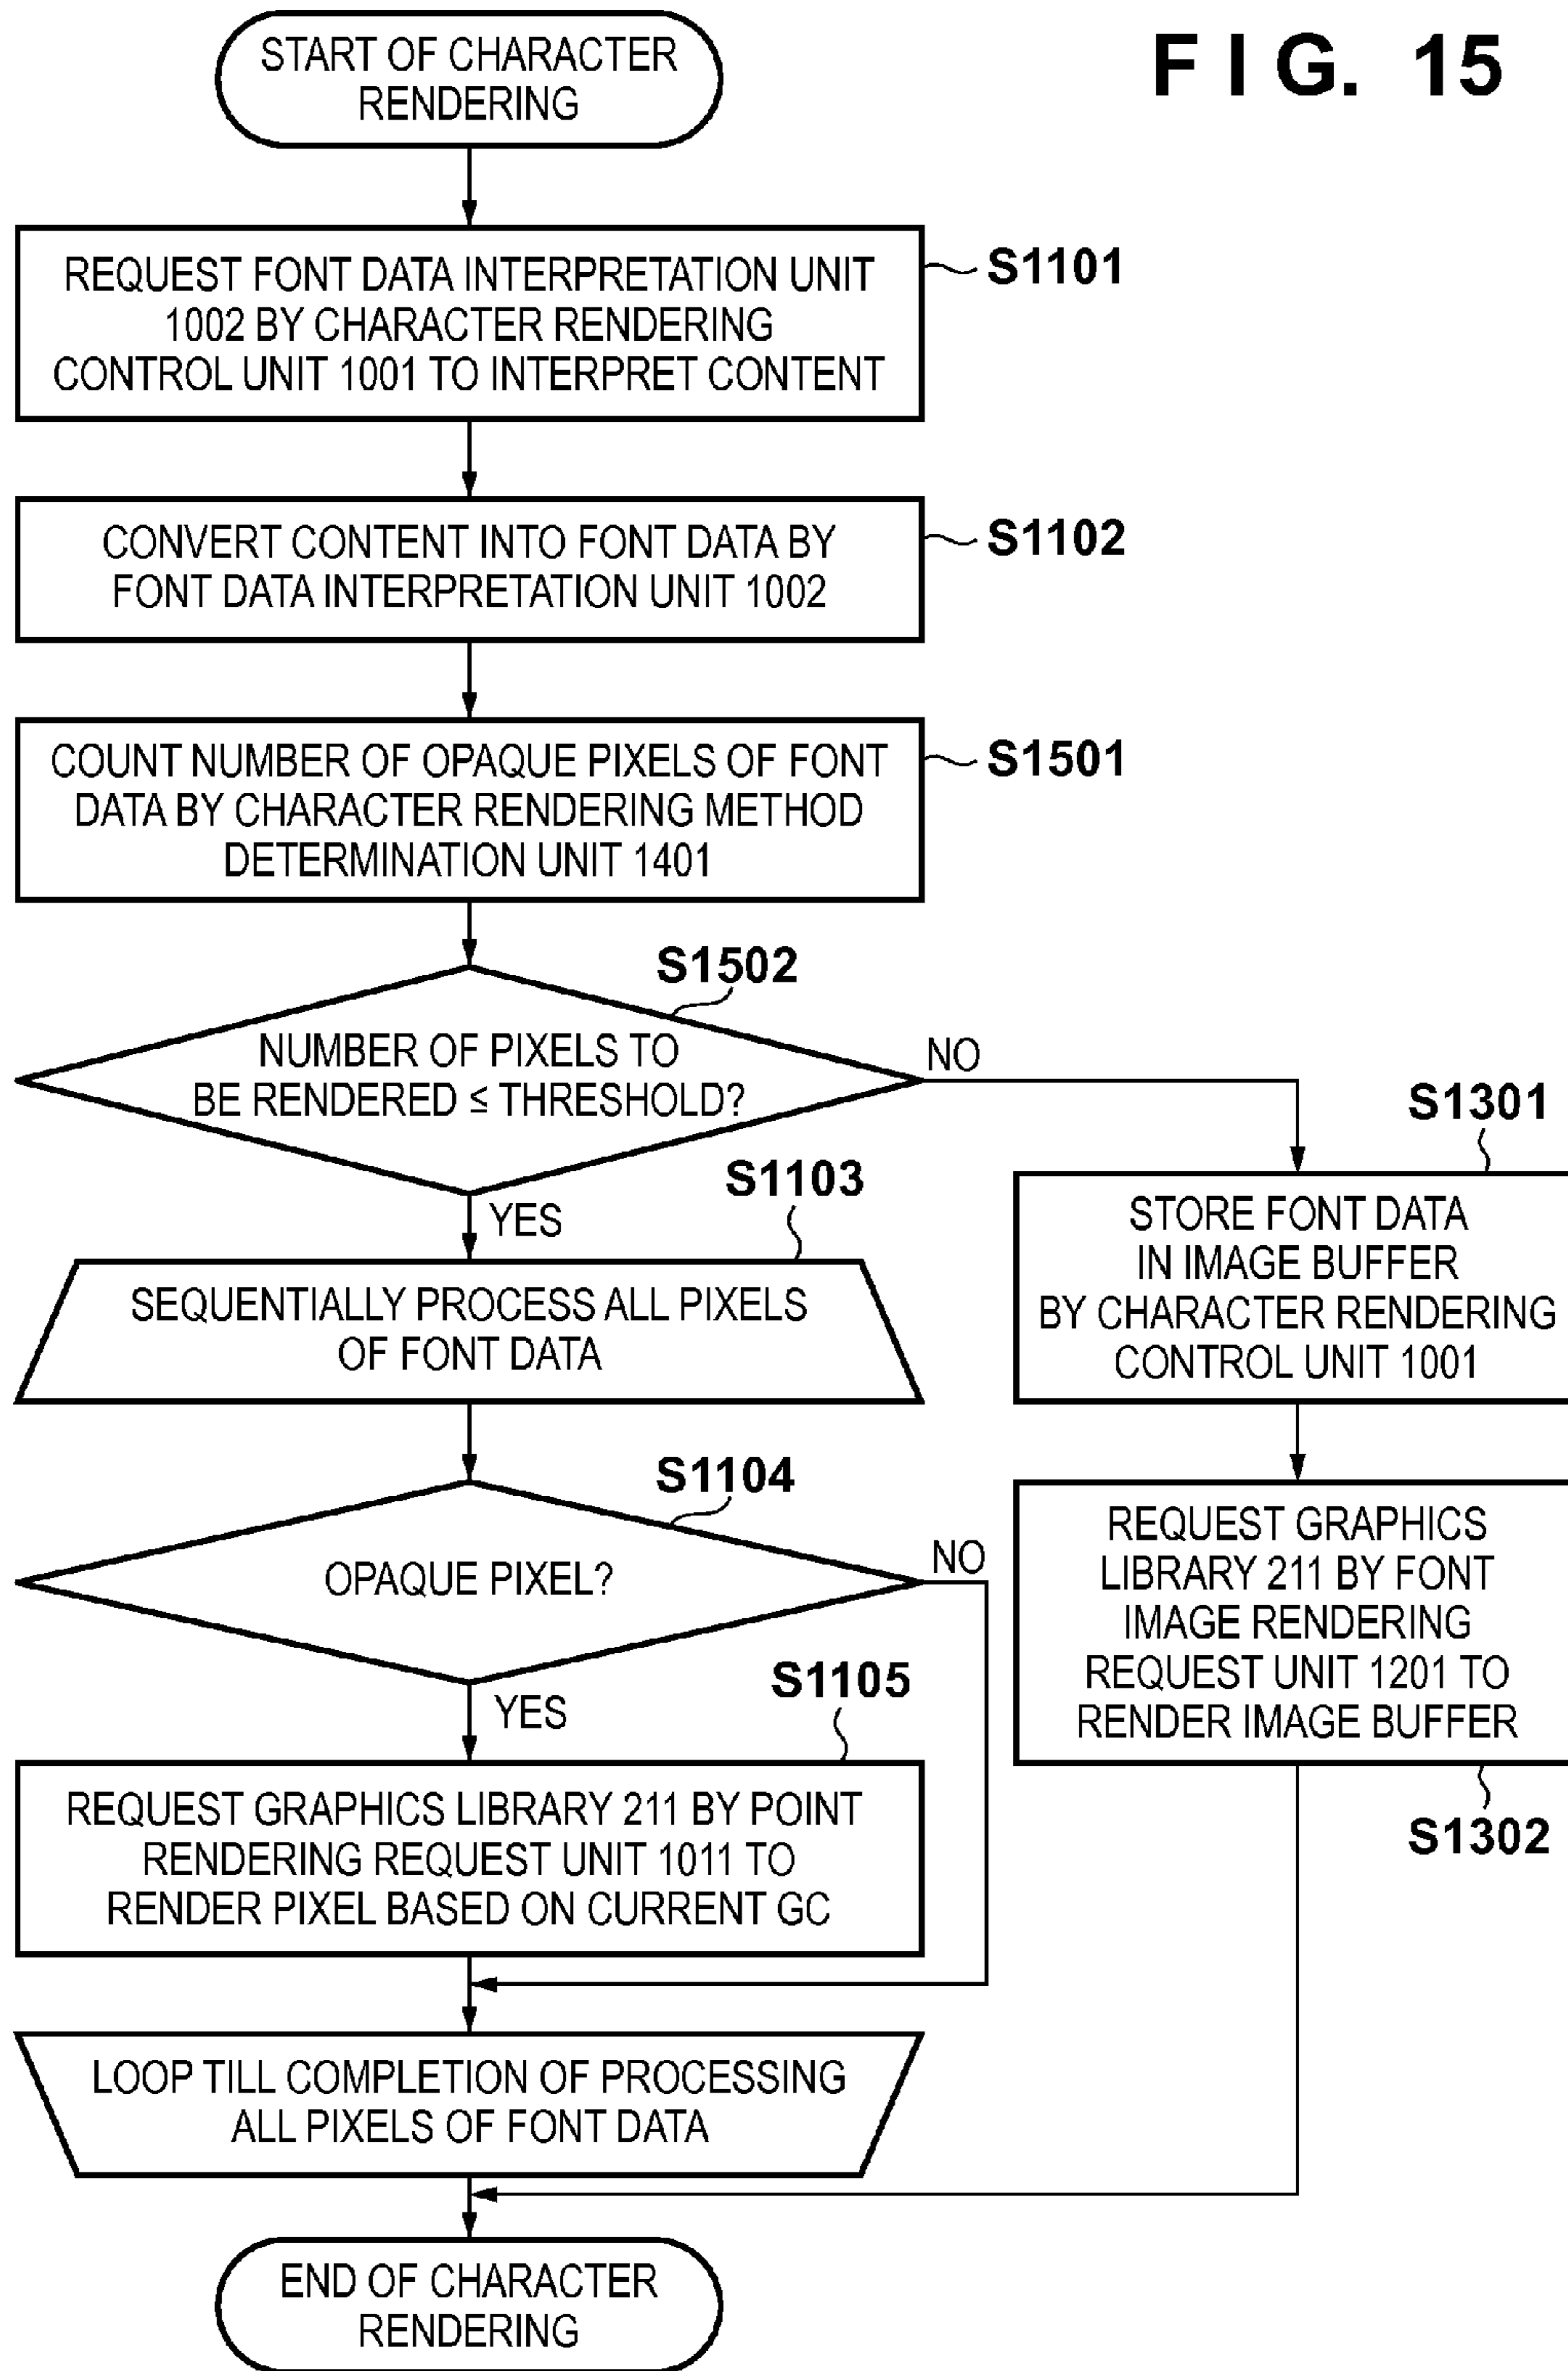 FIG. 15
START OF CHARACTER
RENDERING
REQUEST FONT DATA INTERPRETATION UNIT
1002 BY CHARACTER RENDERING
CONTROL UNIT 1001 TO INTERPRET CONTENT
S1101
CONVERT CONTENT INTO FONT DATA BY
FONT DATA INTERPRETATION UNIT 1002
S1102
COUNT NUMBER OF OPAQUE PIXELS OF FONT
DATA BY CHARACTER RENDERING METHOD
DETERMINATION UNIT 1401
S1501
S1502
NUMBER OF PIXELS TO
BE RENDERED ≤ THRESHOLD?
NO
YES
S1301
STORE FONT DATA
IN IMAGE BUFFER
BY CHARACTER RENDERING
CONTROL UNIT 1001
S1103
SEQUENTIALLY PROCESS ALL PIXELS
OF FONT DATA
S1104
OPAQUE PIXEL?
NO
YES
REQUEST GRAPHICS
LIBRARY 211 BY FONT
IMAGE RENDERING
REQUEST UNIT 1201 TO
RENDER IMAGE BUFFER
S1302
S1105
REQUEST GRAPHICS LIBRARY 211 BY POINT
RENDERING REQUEST UNIT 1011 TO
RENDER PIXEL BASED ON CURRENT GC
LOOP TILL COMPLETION OF PROCESSING
ALL PIXELS OF FONT DATA
END OF CHARACTER
RENDERING